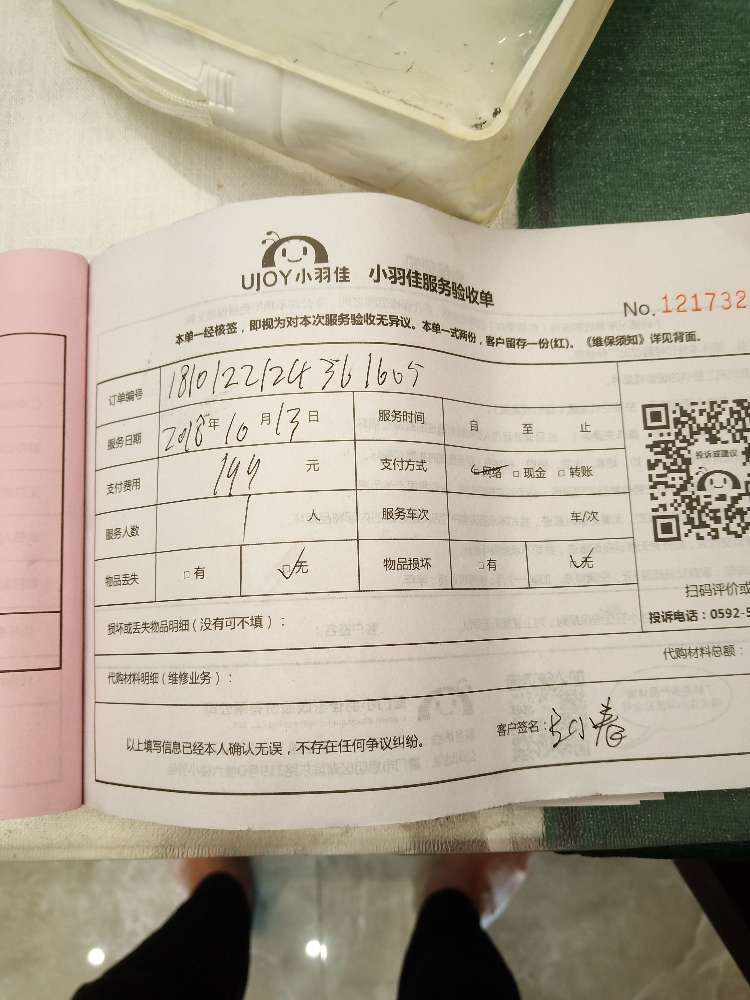 UJOY小羽佳 小羽佳服务验收单
No. 121732
本单一经核签，即视为对本次服务验收无异议。本单一式两份，客户留存一份(红)。《维保须知》详见背面。
订单编号
服务日期 2018年10月13日 服务时间 自 至 止
支付费用 199 元 支付方式 □网络 □现金 □转账
服务人数 1 人 服务车次 车/次
物品丢失 □有 □无 物品损坏 □有 □无
投诉或建议
扫码评价或
投诉电话：0592-5
损坏或丢失物品明细（没有可不填）：
代购材料明细（维修业务）： 代购材料总额：
以上填写信息已经本人确认无误，不存在任何争议纠纷。 客户签名：